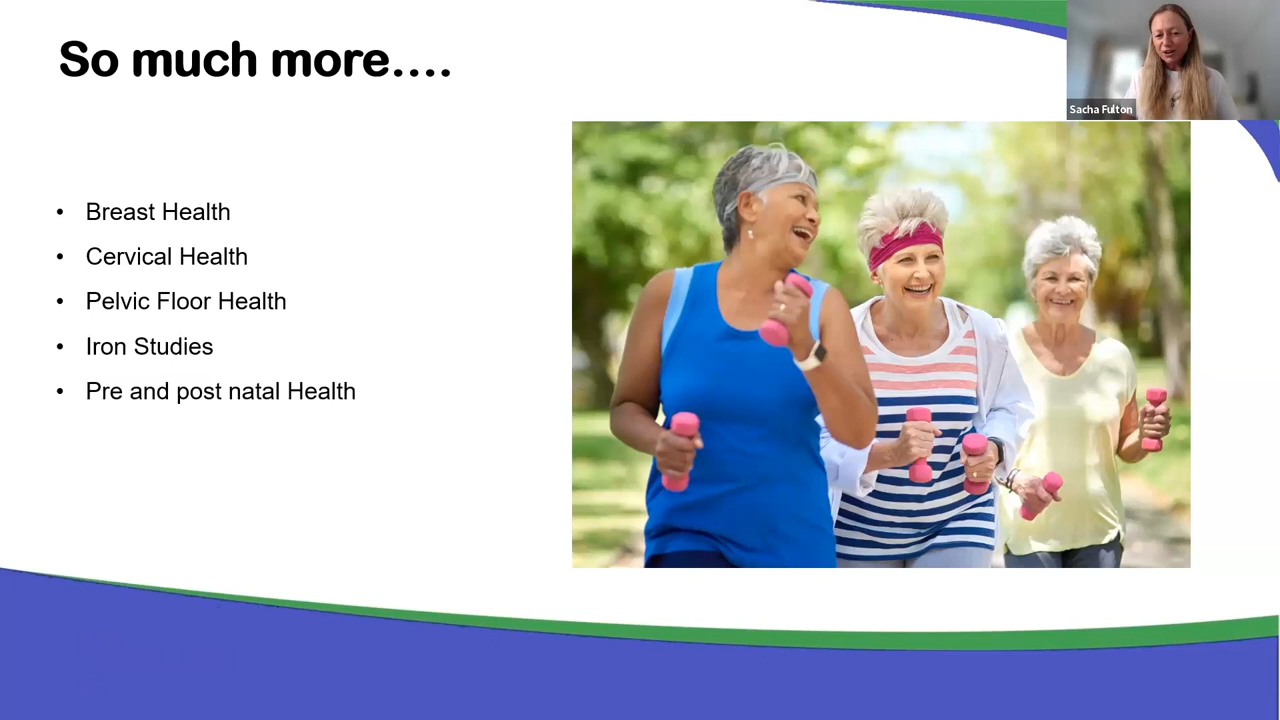 So much more....
Sacha Fulton
• Breast Health
• Cervical Health
• Pelvic Floor Health
• Iron Studies
• Pre and post natal Health